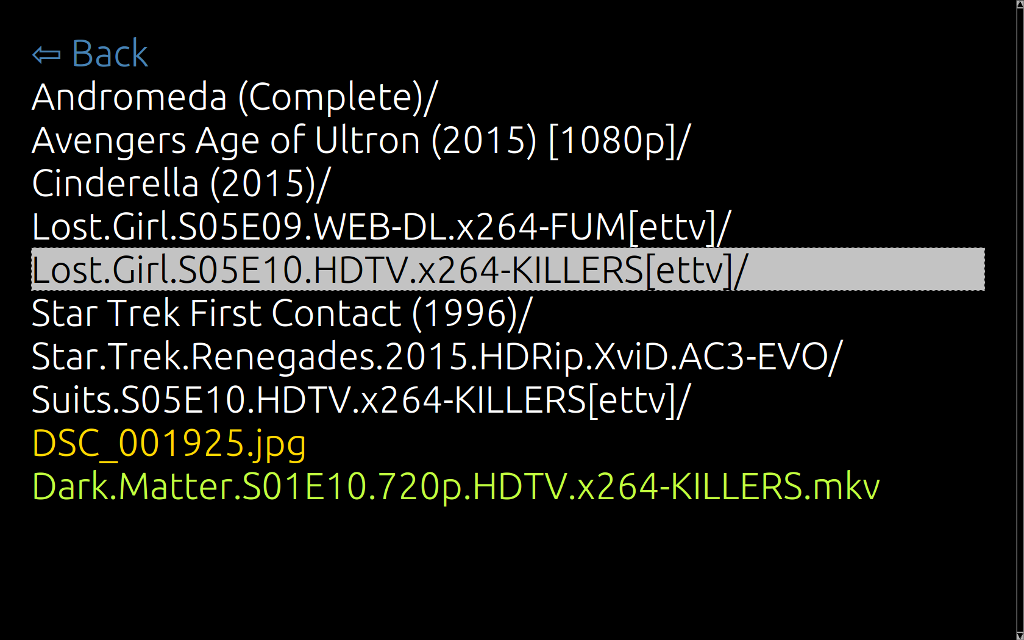 ⇦ Back
Andromeda (Complete)/
Avengers Age of Ultron (2015) [1080p]/
Cinderella (2015)/
Lost.Girl.S05E09.WEB-DL.x264-FUM[ettv]/
Lost.Girl.S05E10.HDTV.x264-KILLERS[ettv]/
Star Trek First Contact (1996)/
Star.Trek.Renegades.2015.HDRip.XviD.AC3-EVO/
Suits.S05E10.HDTV.x264-KILLERS[ettv]/
DSC_001925.jpg
Dark.Matter.S01E10.720p.HDTV.x264-KILLERS.mkv